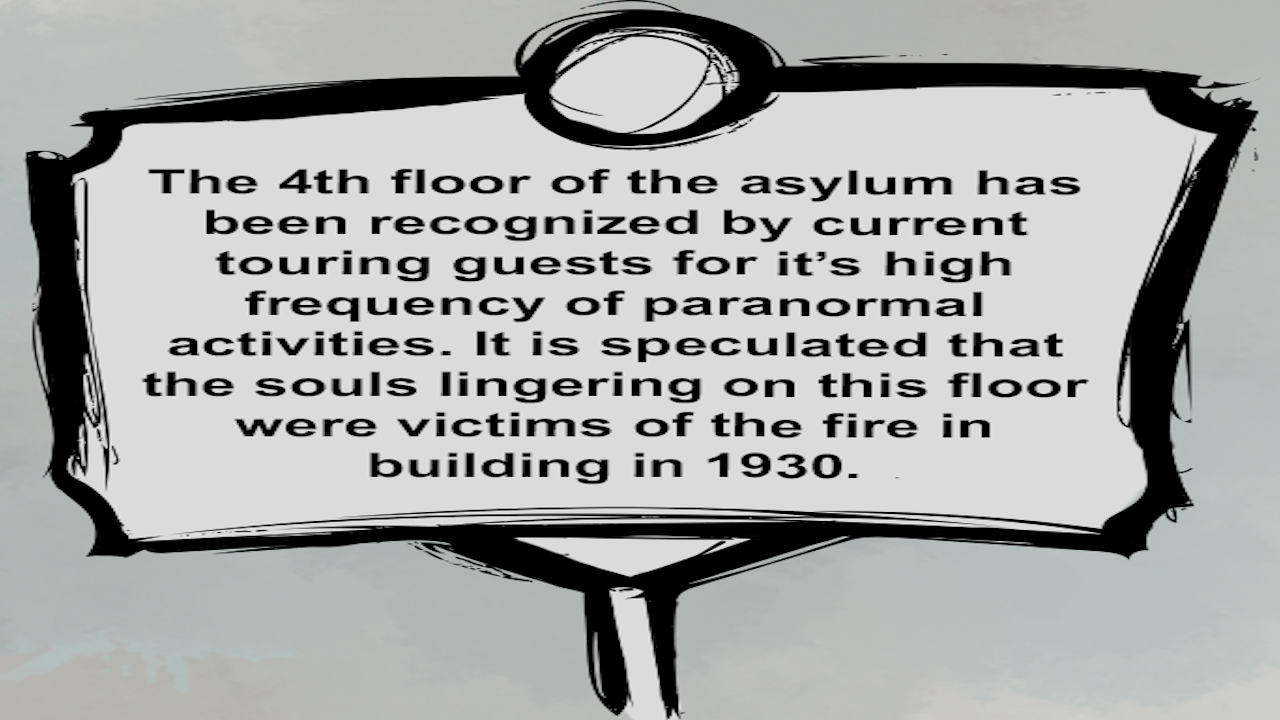 The 4th floor of the asylum has
been recognized by current
touring guests for it’s high
frequency of paranormal
activities. It is speculated that
the souls lingering on this floor
were victims of the fire in
building in 1930.